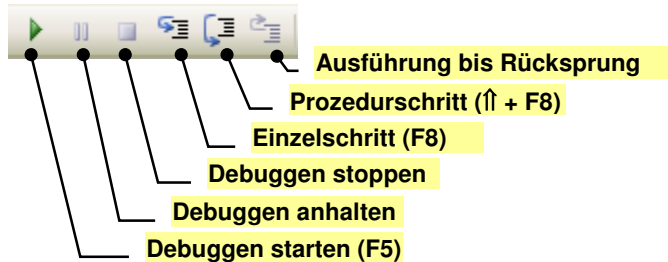 Ausführung bis Rücksprung
Prozedurschritt (⇑ + F8)
Einzelschritt (F8)
Debuggen stoppen
Debuggen anhalten
Debuggen starten (F5)